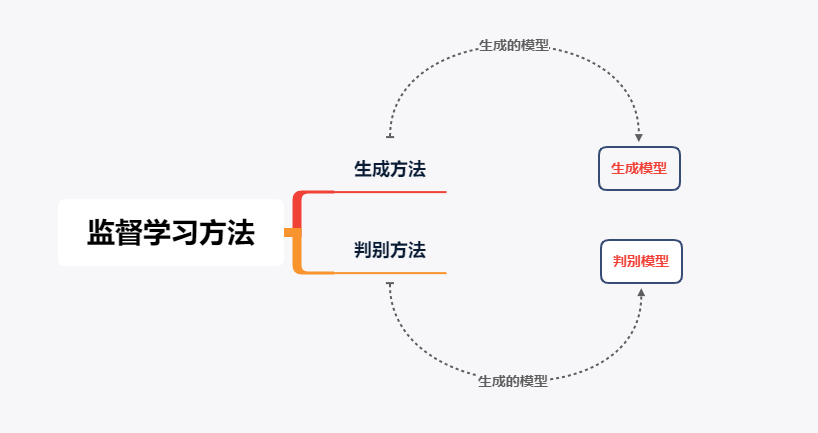 生成的模型
生成方法
生成模型
监督学习方法
判别方法
判别模型
生成的模型